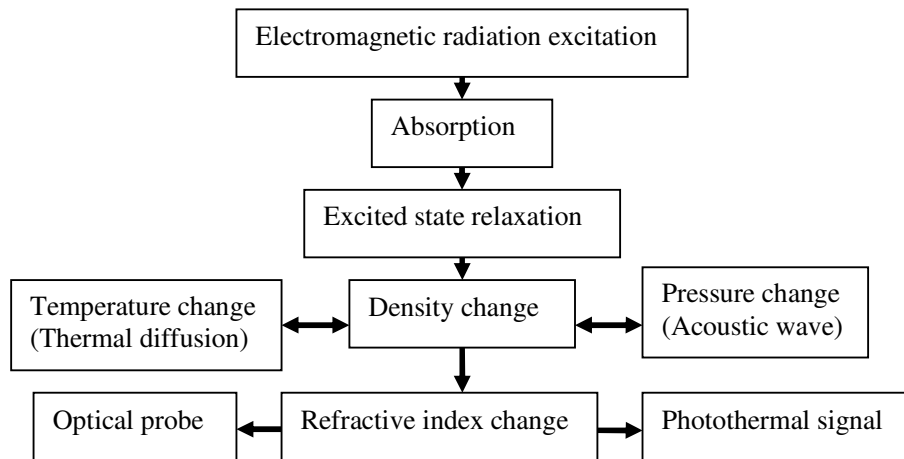 Electromagnetic radiation excitation
Absorption
Excited state relaxation
Temperature change
(Thermal diffusion)
Density change
Pressure change
(Acoustic wave)
Optical probe
Refractive index change
Photothermal signal